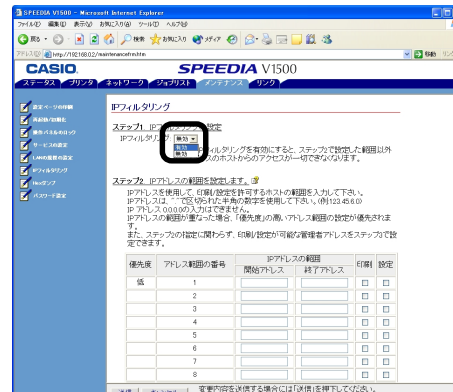 SPEEDIA V1500 - Microsoft Internet Explorer
ファイル(F) 編集(E) 表示(V) お気に入り(A) ツール(T) ヘルプ(H)
戻る 検索 お気に入り メディア
アドレス(D) http://192.168.0.2/maintenancefrm.htm 移動 リンク
CASIO. SPEEDIA V1500
ステータス プリンタ ネットワーク ジョブリスト メンテナンス リンク
設定ページの印刷
再起動/初期化
操作パネルのロック
サービスの設定
LANの環境の設定
IPフィルタリング
Hexダンプ
パスワード設定
IPフィルタリング
ステップ1 IPフィルタリング設定
IPフィルタリング 無効
有効
無効
フィルタリングを有効にすると、ステップ2で設定した範囲以外
のホストからのアクセスが一切できなくなります。
ステップ2 IPアドレスの範囲を設定します。
IPアドレスを使用して、印刷/設定を許可するホストの範囲を入力して下さい。
IPアドレスは、"."で区切られた半角の数字を使用して下さい。(例123.45.6.0)
IPアドレス 0.0.0.0の入力はできません。
IPアドレスの範囲が重なった場合、「優先度」の高いアドレス範囲の設定が優先されます。
また、ステップ2の指定に関わらず、印刷/設定が可能な管理者アドレスをステップ3で設定できます。
優先度 アドレス範囲の番号 IPアドレスの範囲 印刷 設定
開始アドレス 終了アドレス
低 1
2
3
4
5
6
7
8
送信 変更内容を送信する場合には「送信」を押下してください。